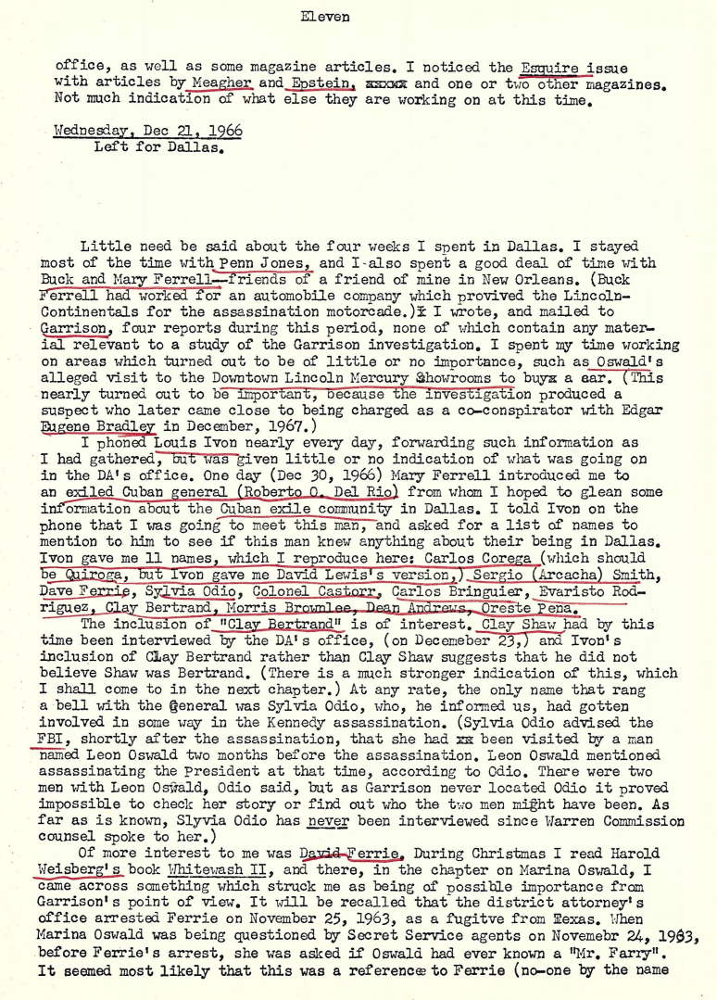 Eleven
office, as well as some magazine articles. I noticed the Esquire issue
with articles by Meagher and Epstein, xxxxx and one or two other magazines.
Not much indication of what else they are working on at this time.
Wednesday, Dec 21, 1966
Left for Dallas.
Little need be said about the four weeks I spent in Dallas. I stayed
most of the time with Penn Jones, and I also spent a good deal of time with
Buck and Mary Ferrell--friends of a friend of mine in New Orleans. (Buck
Ferrell had worked for an automobile company which provived the Lincoln-
Continentals for the assassination motorcade.)x I wrote, and mailed to
Garrison, four reports during this period, none of which contain any mater-
ial relevant to a study of the Garrison investigation. I spent my time working
on areas which turned out to be of little or no importance, such as Oswald's
alleged visit to the Downtown Lincoln Mercury Showrooms to buyx a car. (This
nearly turned out to be important, because the investigation produced a
suspect who later came close to being charged as a co-conspirator with Edgar
Eugene Bradley in December, 1967.)
I phoned Louis Ivon nearly every day, forwarding such information as
I had gathered, but was given little or no indication of what was going on
in the DA's office. One day (Dec 30, 1966) Mary Ferrell introduced me to
an exiled Cuban general (Roberto O. Del Rio) from whom I hoped to glean some
information about the Cuban exile community in Dallas. I told Ivon on the
phone that I was going to meet this man, and asked for a list of names to
mention to him to see if this man knew anything about their being in Dallas.
Ivon gave me 11 names, which I reproduce here: Carlos Corega (which should
be Quiroga, but Ivon gave me David Lewis's version,) Sergio (Arcacha) Smith,
Dave Ferrie, Sylvia Odio, Colonel Castorr, Carlos Bringuier, Evaristo Rod-
riguez, Clay Bertrand, Morris Brownlee, Dean Andrews, Oreste Pena.
The inclusion of "Clay Bertrand" is of interest. Clay Shaw had by this
time been interviewed by the DA's office, (on Decemeber 23,) and Ivon's
inclusion of Clay Bertrand rather than Clay Shaw suggests that he did not
believe Shaw was Bertrand. (There is a much stronger indication of this, which
I shall come to in the next chapter.) At any rate, the only name that rang
a bell with the general was Sylvia Odio, who, he informed us, had gotten
involved in some way in the Kennedy assassination. (Sylvia Odio advised the
FBI, shortly after the assassination, that she had xx been visited by a man
named Leon Oswald two months before the assassination. Leon Oswald mentioned
assassinating the President at that time, according to Odio. There were two
men with Leon Oswald, Odio said, but as Garrison never located Odio it proved
impossible to check her story or find out who the two men might have been. As
far as is known, Slyvia Odio has never been interviewed since Warren Commission
counsel spoke to her.)
Of more interest to me was David Ferrie. During Christmas I read Harold
Weisberg's book Whitewash II, and there, in the chapter on Marina Oswald, I
came across something which struck me as being of possible importance from
Garrison's point of view. It will be recalled that the district attorney's
office arrested Ferrie on November 25, 1963, as a fugitve from Texas. When
Marina Oswald was being questioned by Secret Service agents on Novemebr 24, 1963,
before Ferrie's arrest, she was asked if Oswald had ever known a "Mr. Farry".
It seemed most likely that this was a reference to Ferrie (no-one by the name